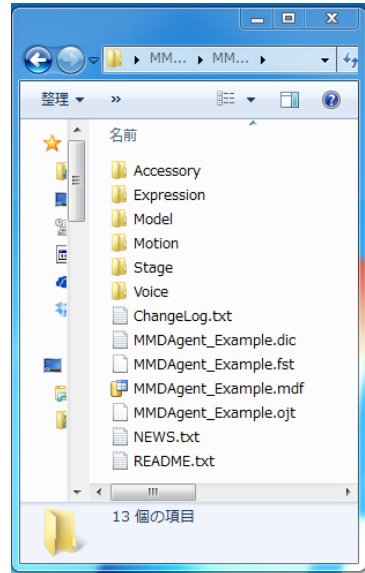 MM... MM...
整理 »
名前
Accessory
Expression
Model
Motion
Stage
Voice
ChangeLog.txt
MMDAgent_Example.dic
MMDAgent_Example.fst
MMDAgent_Example.mdf
MMDAgent_Example.ojt
NEWS.txt
README.txt
13 個の項目